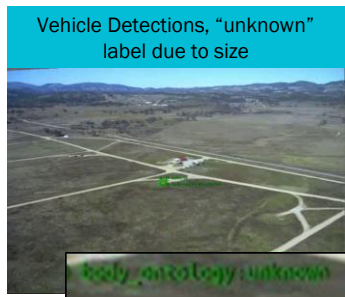 Vehicle Detections, “unknown”
label due to size
body_ontology:unknown